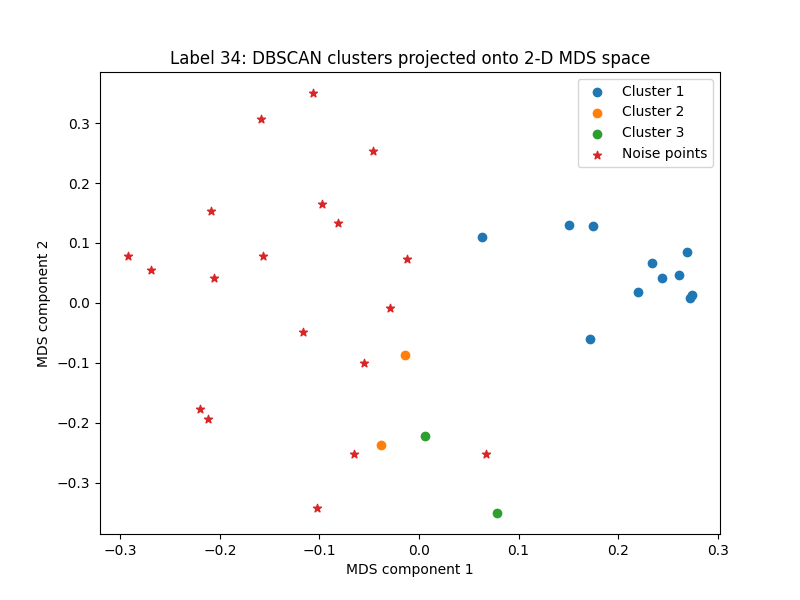 Label 34: DBSCAN clusters projected onto 2-D MDS space
Cluster 1
Cluster 2
Cluster 3
Noise points
MDS component 2
0.3
0.2
0.1
0.0
−0.1
−0.2
−0.3
−0.3
−0.2
−0.1
0.0
0.1
0.2
0.3
MDS component 1